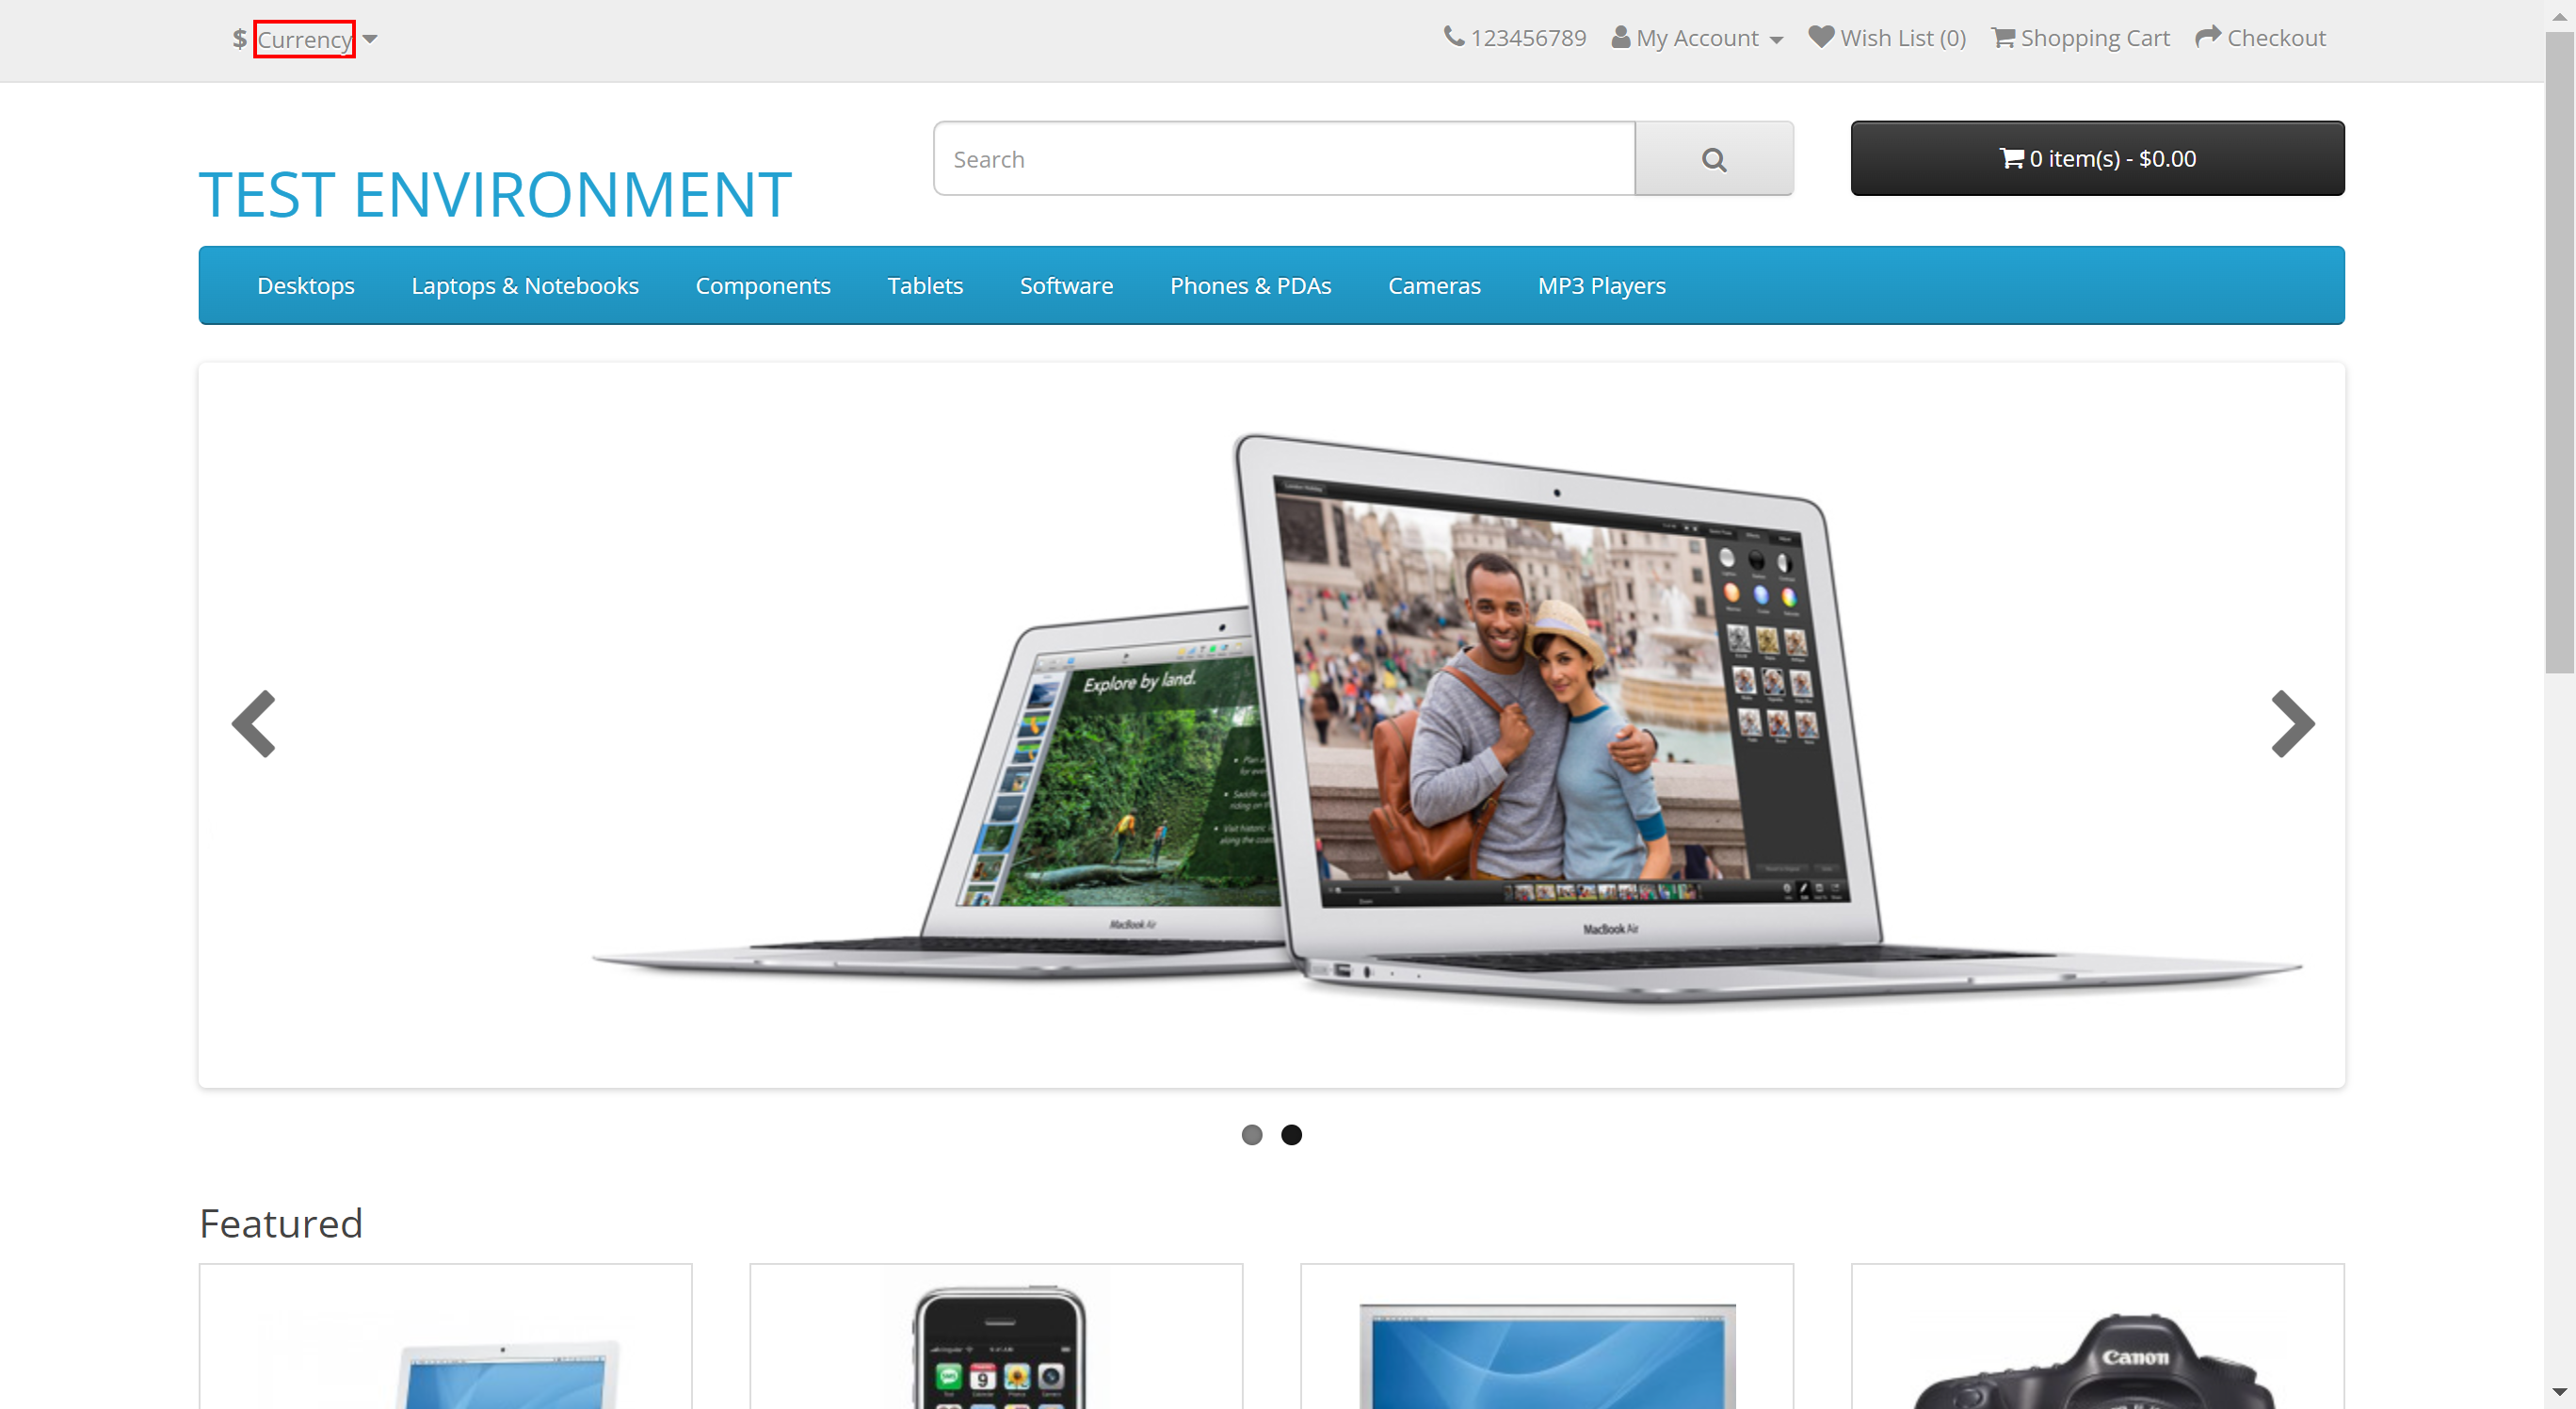 $ Currency
123456789 My Account Wish List (0) Shopping Cart Checkout
TEST ENVIRONMENT
Search
0 item(s) - $0.00
Desktops Laptops & Notebooks Components Tablets Software Phones & PDAs Cameras MP3 Players
Explore by land.
MacBook Air
MacBook Air
Featured
9
Canon